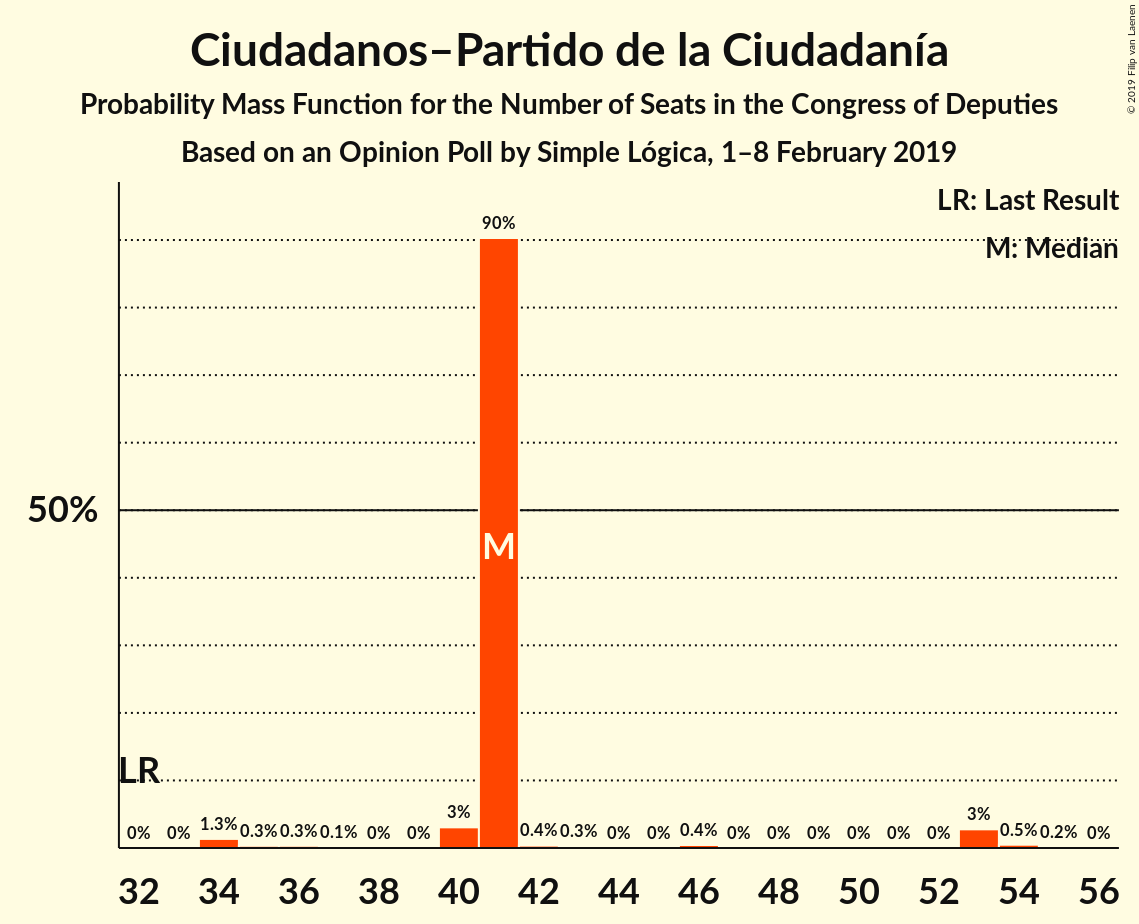 Ciudadanos–Partido de la Ciudadanía
Probability Mass Function for the Number of Seats in the Congress of Deputies
Based on an Opinion Poll by Simple Lógica, 1–8 February 2019
© 2019 Filip van Laenen
LR: Last Result
M: Median
90%
50%
M
LR
0% 0% 1.3% 0.3% 0.3% 0.1% 0% 0% 3% 0.4% 0.3% 0% 0% 0.4% 0% 0% 0% 0% 0% 0% 3% 0.5% 0.2% 0%
32 34 36 38 40 42 44 46 48 50 52 54 56